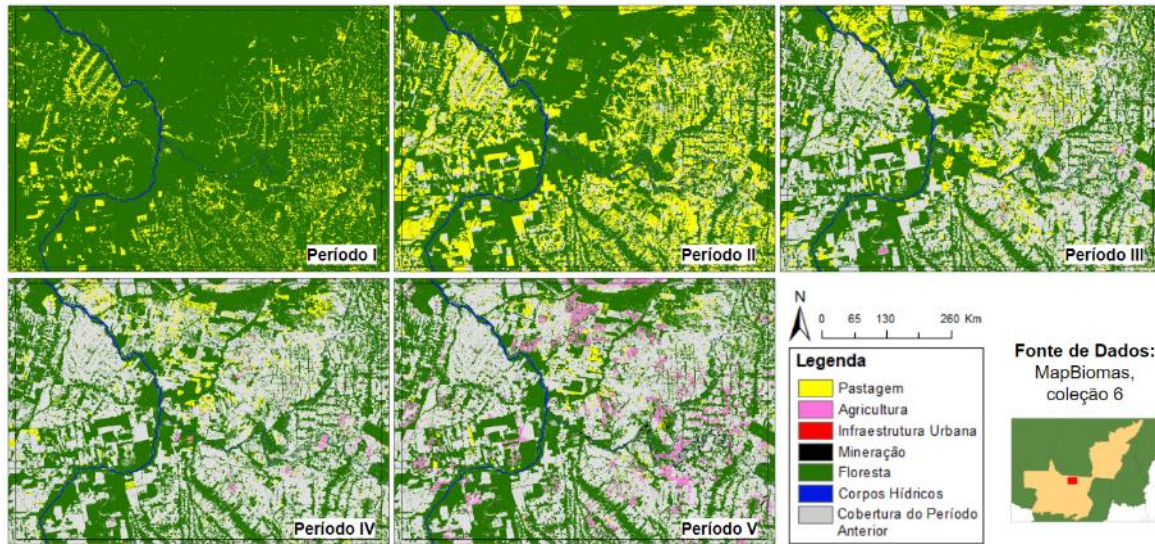 Período I
Período II
Período III
Período IV
Período V
N
0 65 130 260 Km
Legenda
Pastagem
Agricultura
Infraestrutura Urbana
Mineração
Floresta
Corpos Hídricos
Cobertura do Período
Anterior
Fonte de Dados:
MapBiomas,
coleção 6